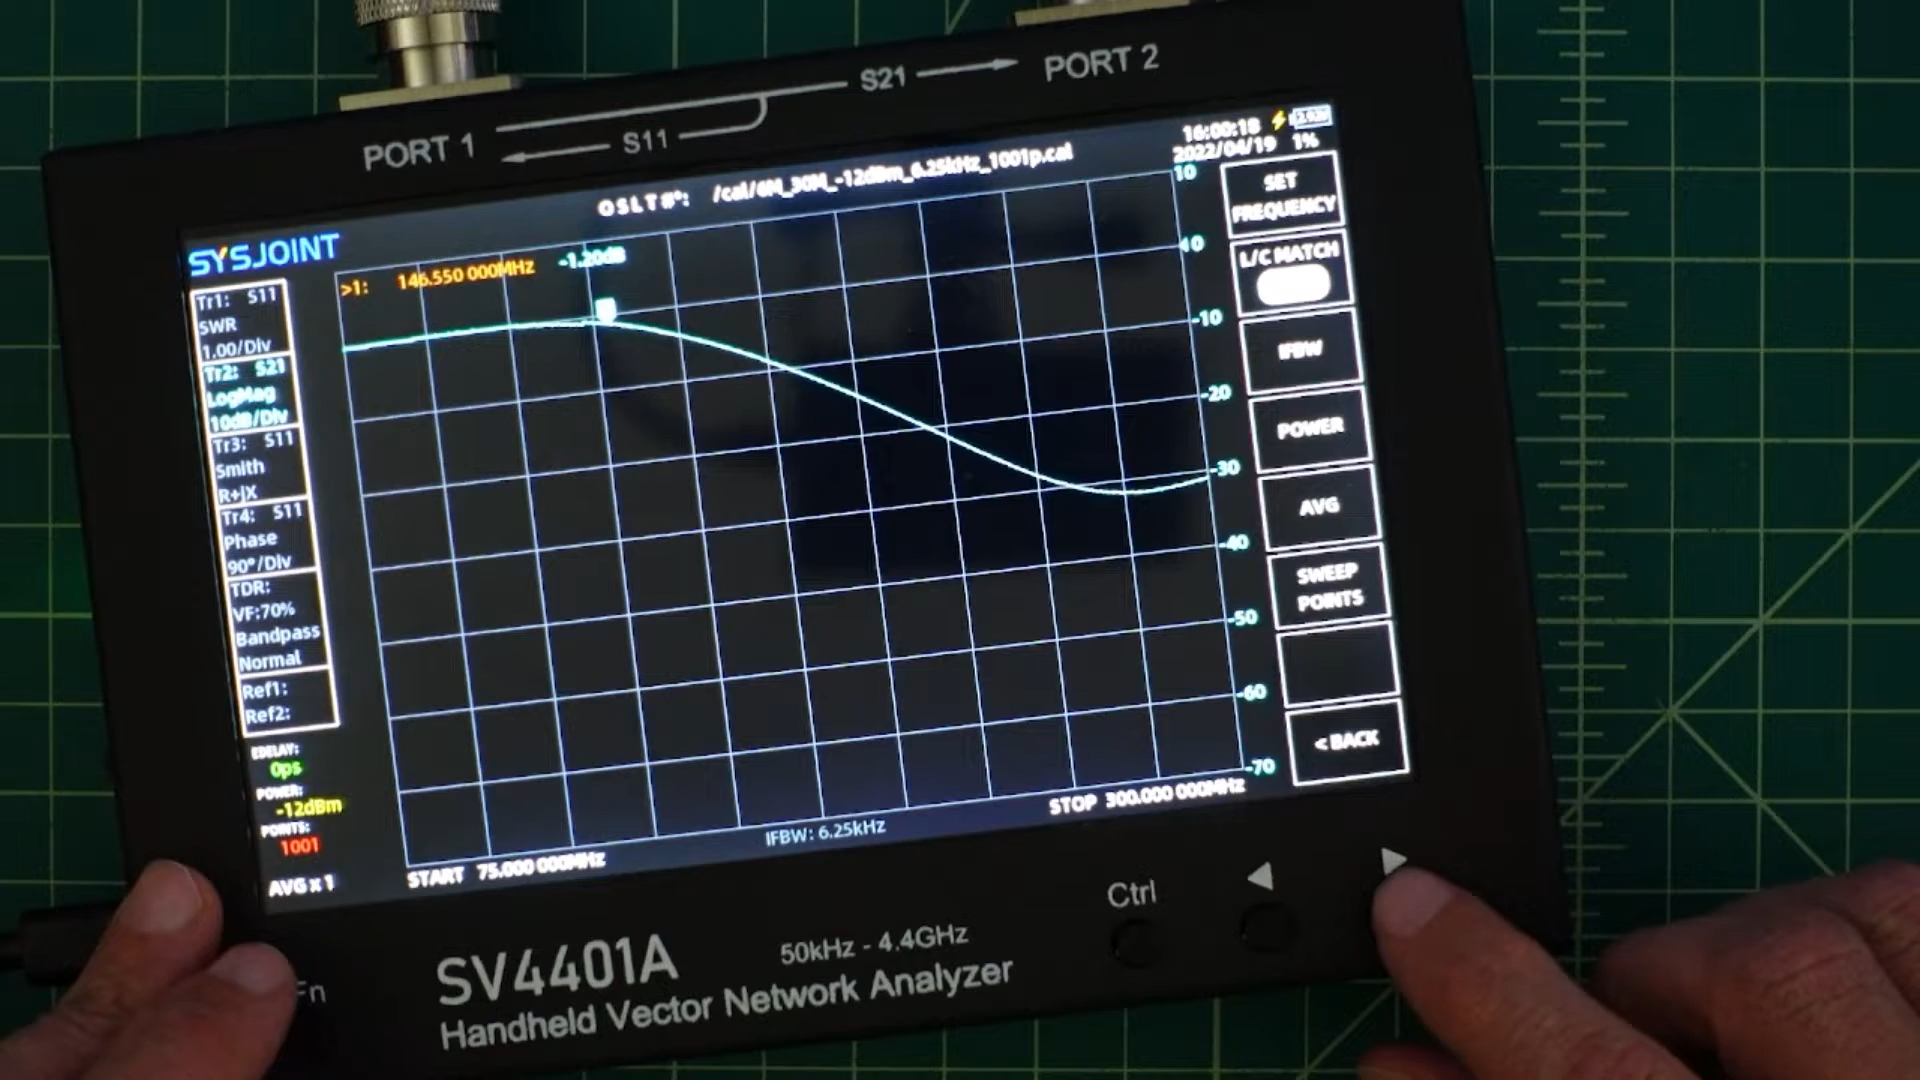 PORT 1
S11
S21
PORT 2
16:00:18
2022/04/19 1%
OSLT#°: /cal/6M_30M_-12dBm_6.25kHz_1001p.cal
SYSJOINT
>1: 146.550 000MHz -1.20dB
Tr1: S11
SWR
1.00/Div
Tr2: S21
LogMag
10dB/Div
Tr3: S11
Smith
R+jX
Tr4: S11
Phase
90°/Div
TDR:
VF:70%
Bandpass
Normal
Ref1:
Ref2:
EDELAY:
0ps
POWER:
-12dBm
POINTS:
1001
AVG x 1
10
-10
-20
-30
-40
-50
-60
-70
SET
FREQUENCY
L/C MATCH
IFBW
POWER
AVG
SWEEP
POINTS
< BACK
START 75.000 000MHz
IFBW: 6.25kHz
STOP 300.000 000MHz
Fn
SV4401A
50kHz - 4.4GHz
Handheld Vector Network Analyzer
Ctrl